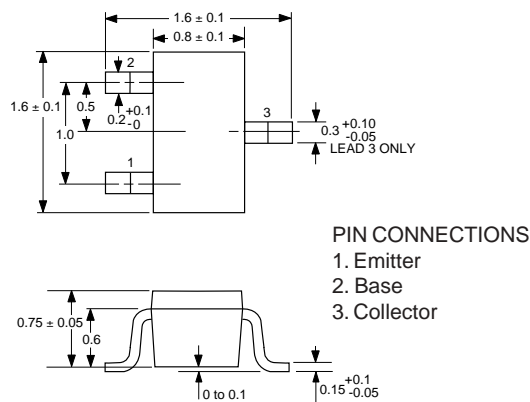 1.6 ± 0.1
0.8 ± 0.1
2
1.6 ± 0.1
0.5
1.0
0.2 +0.1 -0
3
0.3 +0.10 -0.05
LEAD 3 ONLY
1
PIN CONNECTIONS
1. Emitter
2. Base
3. Collector
0.75 ± 0.05
0.6
0 to 0.1
0.15 +0.1 -0.05